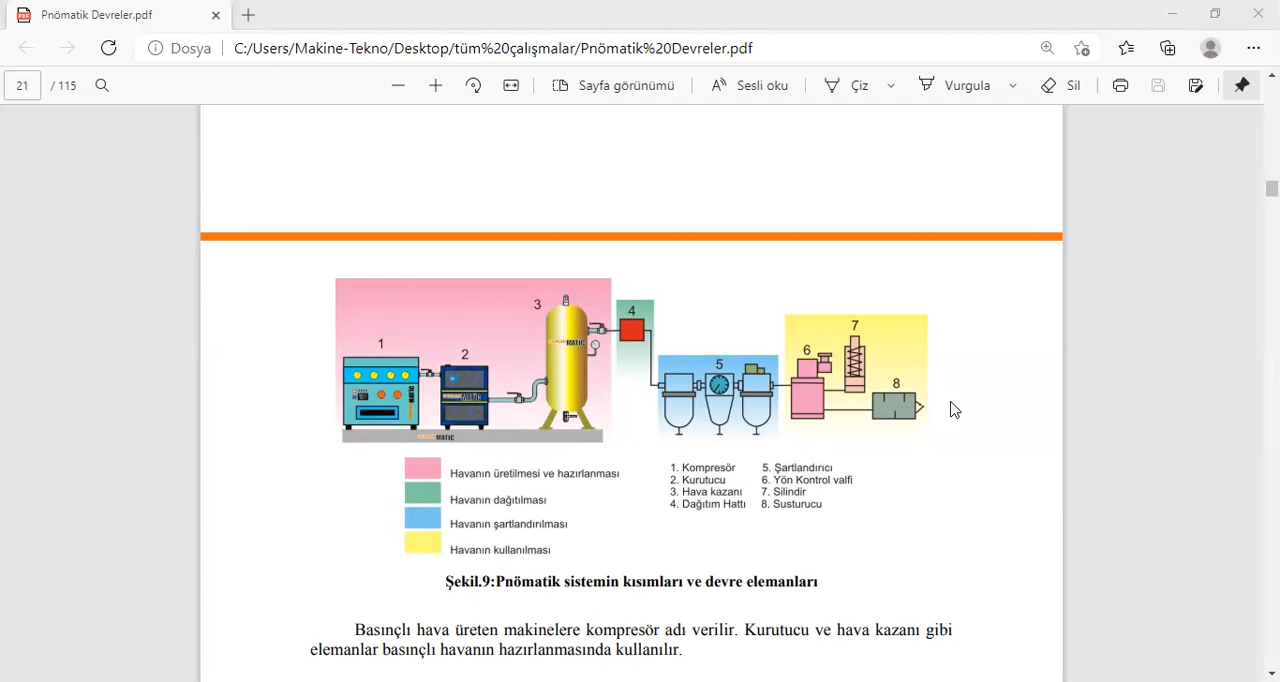 Pnömatik Devreler.pdf
Dosya
C:/Users/Makine-Tekno/Desktop/tüm%20çalışmalar/Pnömatik%20Devreler.pdf
21 / 115
Sayfa görünümü
Sesli oku
Çiz
Vurgula
Sil
1
2
3
4
5
6
7
8
MATIC
MATIC
Havanın üretilmesi ve hazırlanması
Havanın dağıtılması
Havanın şartlandırılması
Havanın kullanılması
1. Kompresör
2. Kurutucu
3. Hava kazanı
4. Dağıtım Hattı
5. Şartlandırıcı
6. Yön Kontrol valfi
7. Silindir
8. Susturucu
Şekil.9:Pnömatik sistemin kısımları ve devre elemanları
Basınçlı hava üreten makinelere kompresör adı verilir. Kurutucu ve hava kazanı gibi
elemanlar basınçlı havanın hazırlanmasında kullanılır.